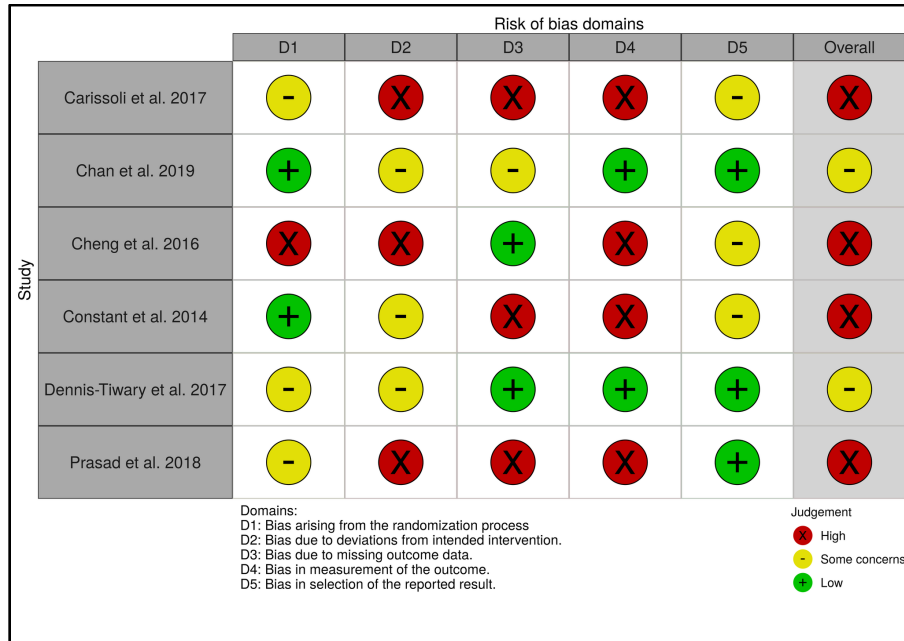 Risk of bias domains
D1 D2 D3 D4 D5 Overall
Study
Carissoli et al. 2017 - X X X - X
Chan et al. 2019 + - - + + -
Cheng et al. 2016 X X + X - X
Constant et al. 2014 + - X X - X
Dennis-Tiwary et al. 2017 - - + + + -
Prasad et al. 2018 - X X X + X
Domains:
D1: Bias arising from the randomization process
D2: Bias due to deviations from intended intervention.
D3: Bias due to missing outcome data.
D4: Bias in measurement of the outcome.
D5: Bias in selection of the reported result.
Judgement
X High
- Some concerns
+ Low